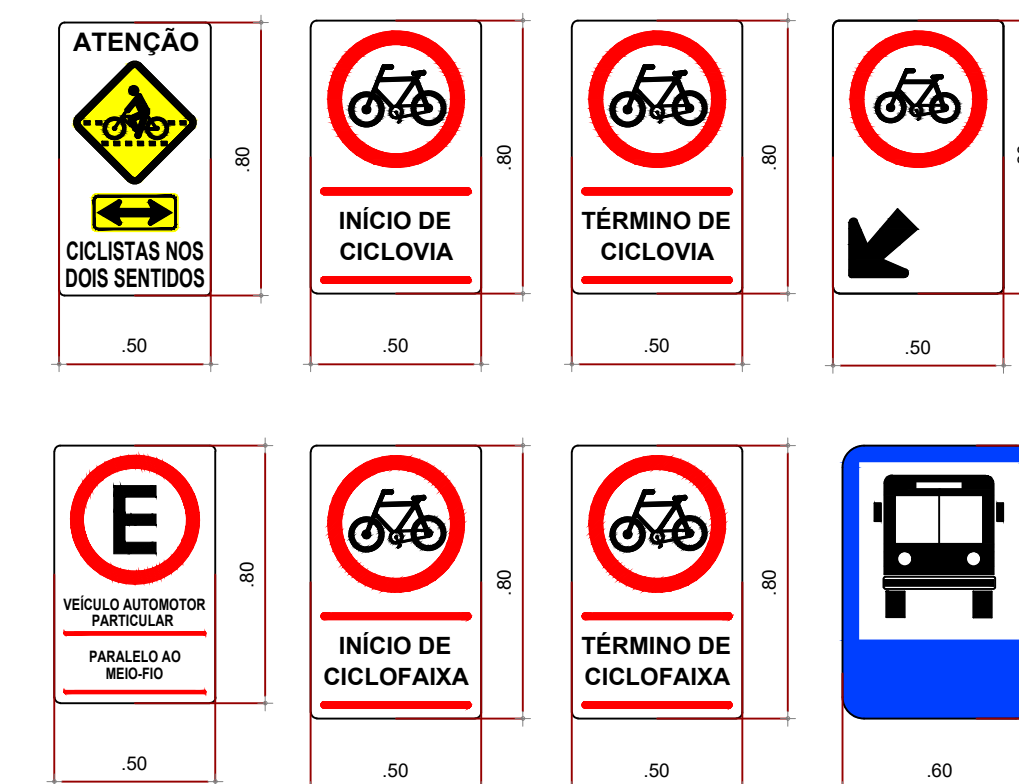 ATENÇÃO
CICLISTAS NOS
DOIS SENTIDOS
.80
.50
INÍCIO DE
CICLOVIA
.80
.50
TÉRMINO DE
CICLOVIA
.80
.50
.50
E
VEÍCULO AUTOMOTOR
PARTICULAR
PARALELO AO
MEIO-FIO
.80
.50
INÍCIO DE
CICLOFAIXA
.80
.50
TÉRMINO DE
CICLOFAIXA
.80
.50
.60